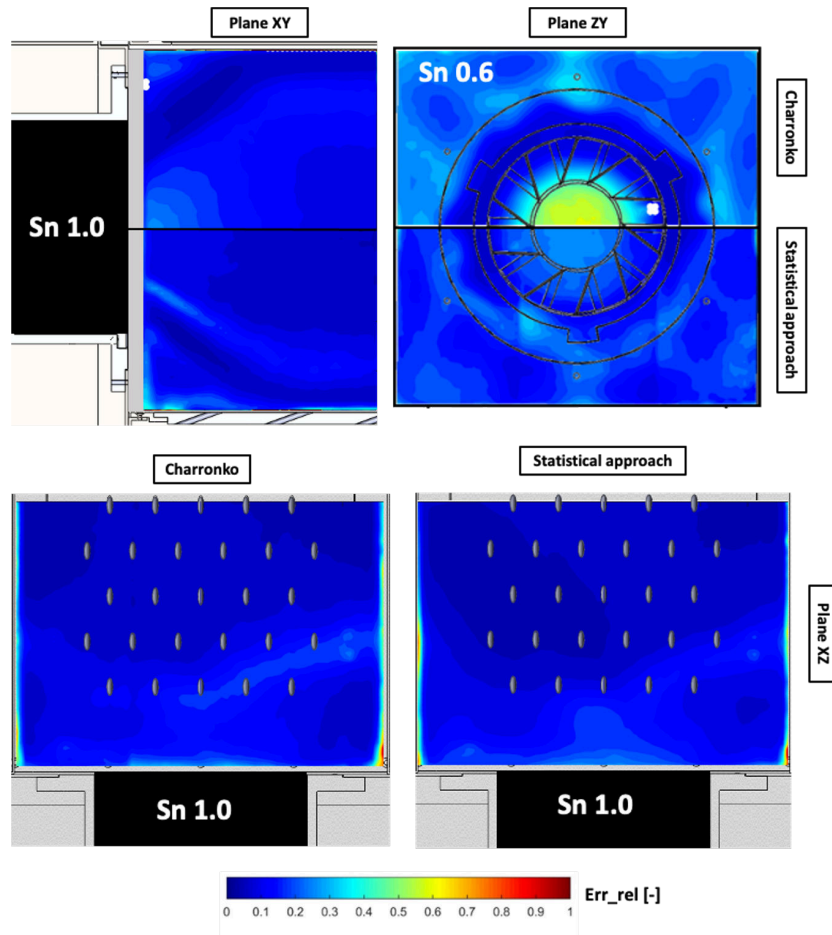 Plane XY
Plane ZY
Sn 1.0
Sn 0.6
Charronko
Statistical approach
Charronko
Statistical approach
Plane XZ
Sn 1.0
Sn 1.0
0 0.1 0.2 0.3 0.4 0.5 0.6 0.7 0.8 0.9 1
Err_rel [-]